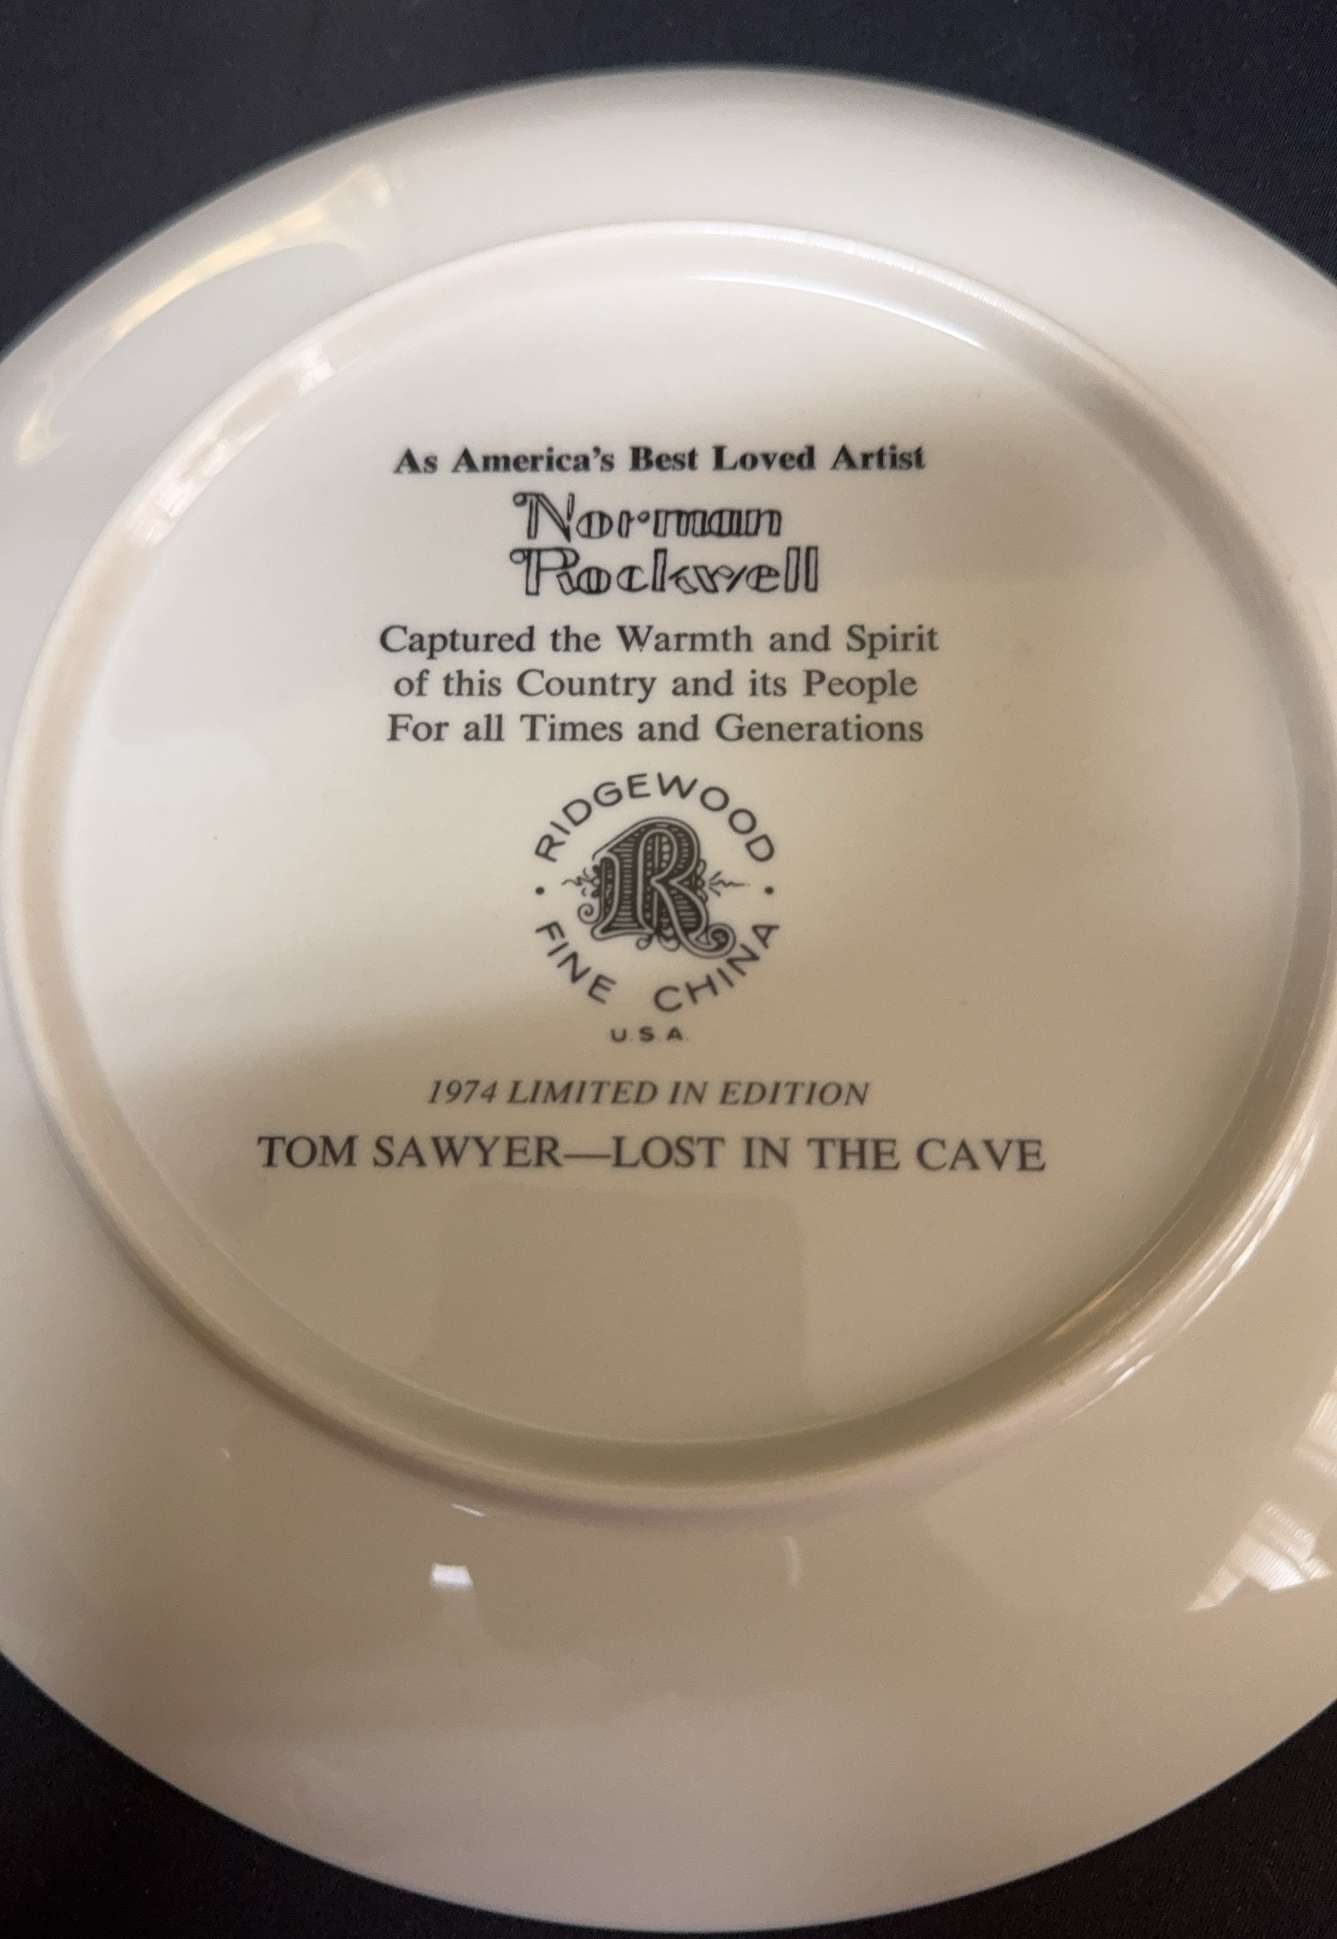 As America's Best Loved Artist
Norman
Rockwell
Captured the Warmth and Spirit
of this Country and its People
For all Times and Generations
RIDGEWOOD
R
· FINE CHINA ·
U.S.A.
1974 LIMITED IN EDITION
TOM SAWYER—LOST IN THE CAVE